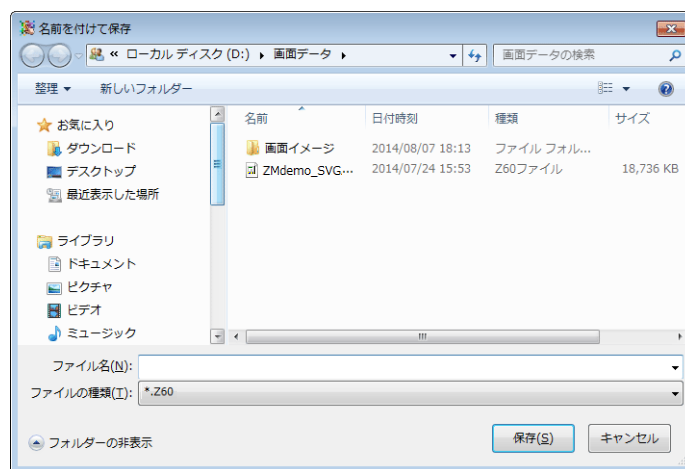 名前を付けて保存
« ローカル ディスク (D:) ▸ 画面データ ▸ 画面データの検索
整理 ▼ 新しいフォルダー
名前 日付時刻 種類 サイズ
お気に入り
ダウンロード
デスクトップ
最近表示した場所
画面イメージ 2014/08/07 18:13 ファイル フォル...
ZMdemo_SVG... 2014/07/24 15:53 Z60ファイル 18,736 KB
ライブラリ
ドキュメント
ピクチャ
ビデオ
ミュージック
ファイル名(N):
ファイルの種類(T): *.Z60
フォルダーの非表示 保存(S) キャンセル